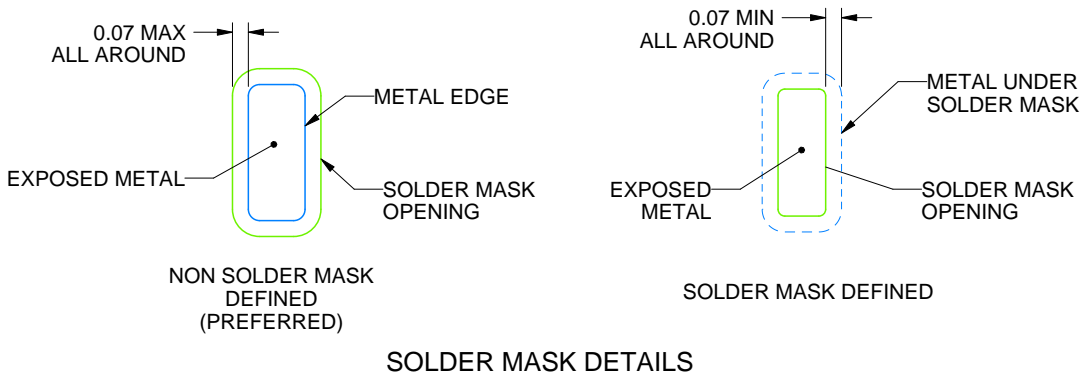 0.07 MAX
ALL AROUND
METAL EDGE
EXPOSED METAL
SOLDER MASK
OPENING
NON SOLDER MASK
DEFINED
(PREFERRED)
0.07 MIN
ALL AROUND
METAL UNDER
SOLDER MASK
EXPOSED
METAL
SOLDER MASK
OPENING
SOLDER MASK DEFINED
SOLDER MASK DETAILS